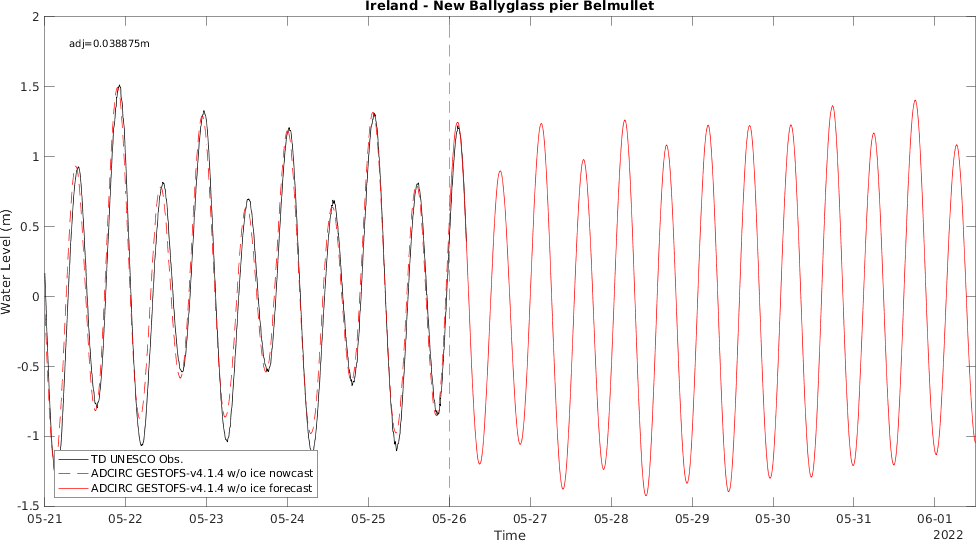 Ireland - New Ballyglass pier Belmullet
2
adj=0.038875m
1.5
1
0.5
0
-0.5
-1
-1.5
Water Level (m)
TD UNESCO Obs.
ADCIRC GESTOFS-v4.1.4 w/o ice nowcast
ADCIRC GESTOFS-v4.1.4 w/o ice forecast
05-21 05-22 05-23 05-24 05-25 05-26 05-27 05-28 05-29 05-30 05-31 06-01
Time 2022